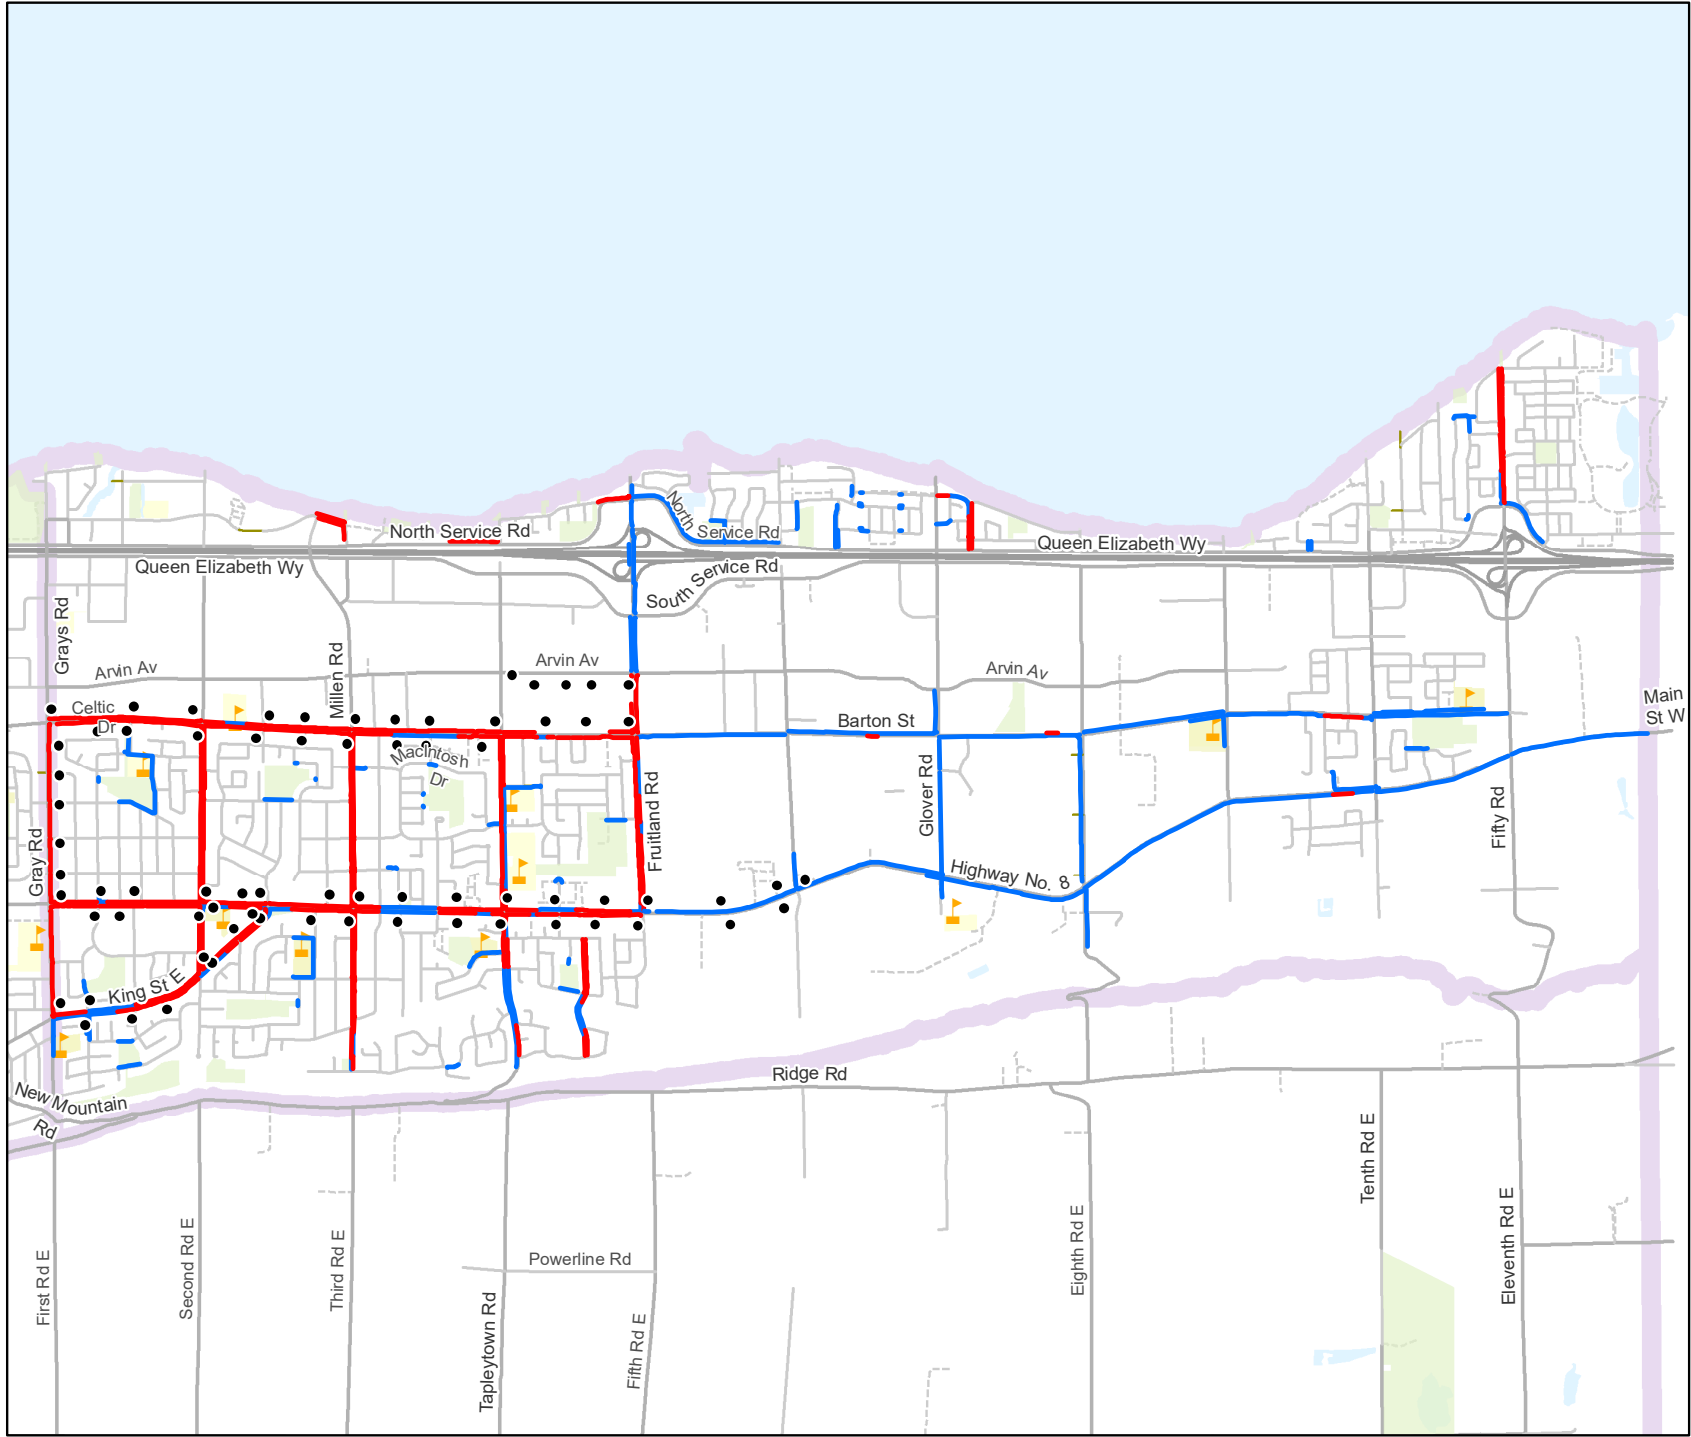 North
Service Rd
North Service Rd
Queen Elizabeth Wy
Queen Elizabeth Wy
South Service Rd
Grays Rd
Millen Rd
Arvin Av
Arvin Av
Arvin Av
Main
St W
Celtic
Dr
Barton St
MacIntosh
Dr
Gray Rd
Fruitland Rd
Glover Rd
Fifty Rd
Highway No. 8
King St E
Ridge Rd
New Mountain
Rd
Tenth Rd E
First Rd E
Second Rd E
Third Rd E
Tapleytown Rd
Powerline Rd
Fifth Rd E
Eighth Rd E
Eleventh Rd E